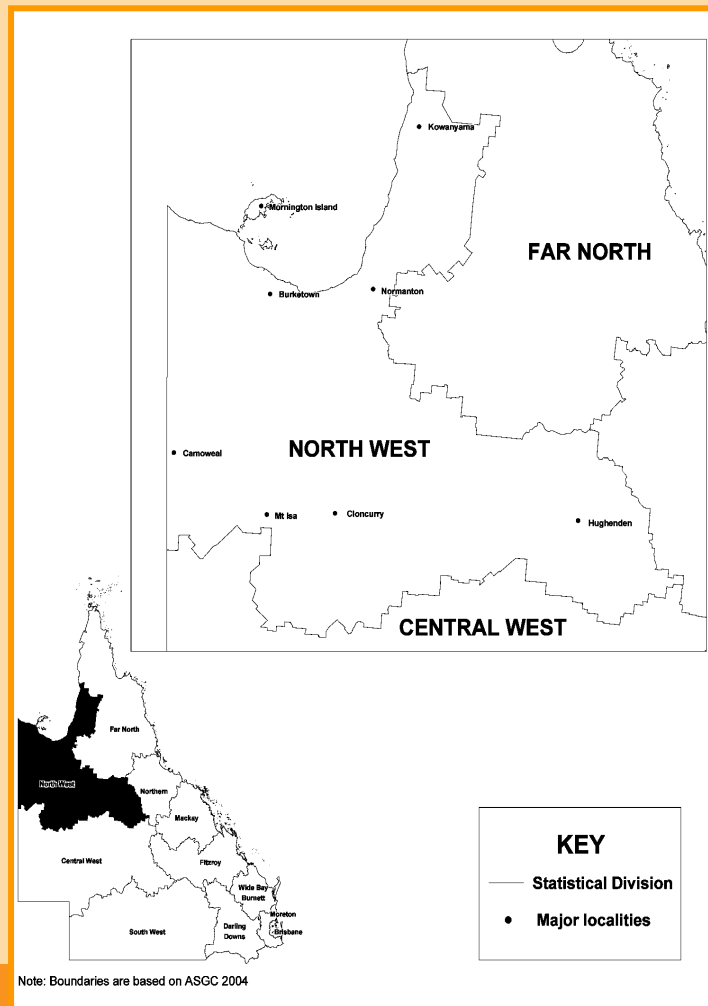 Kowanyama
Mornington Island
FAR NORTH
Burketown
Normanton
Camoweal
NORTH WEST
Mt Isa
Cloncurry
Hughenden
CENTRAL WEST
Far North
North West
Northern
Mackay
Central West
Fitzroy
Wide Bay
Burnett
Moreton
South West
Darling
Downs
Brisbane
KEY
Statistical Division
Major localities
Note: Boundaries are based on ASGC 2004